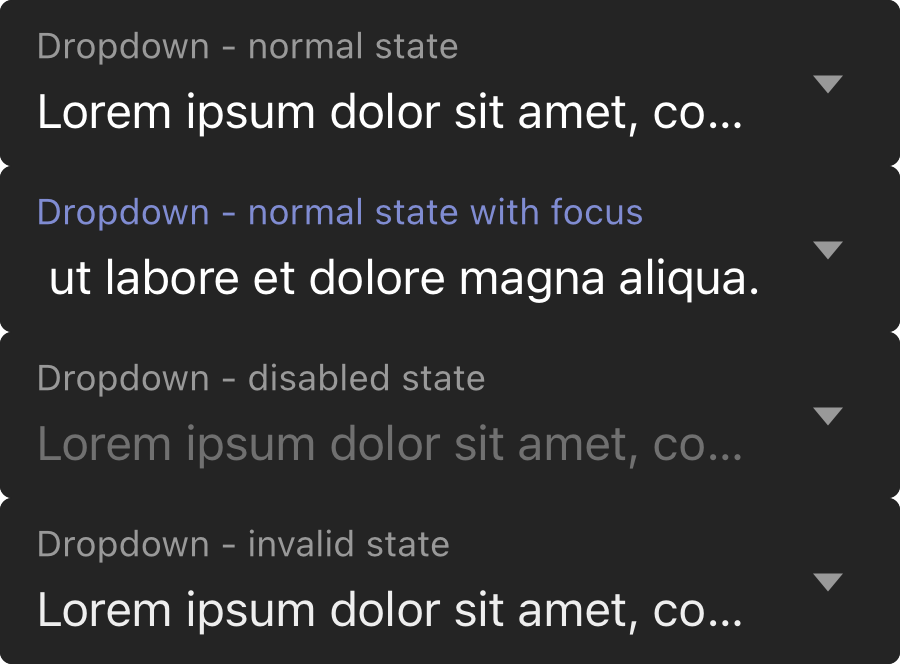 Dropdown - normal state
Lorem ipsum dolor sit amet, co...
Dropdown - normal state with focus
ut labore et dolore magna aliqua.
Dropdown - disabled state
Lorem ipsum dolor sit amet, co...
Dropdown - invalid state
Lorem ipsum dolor sit amet, co...